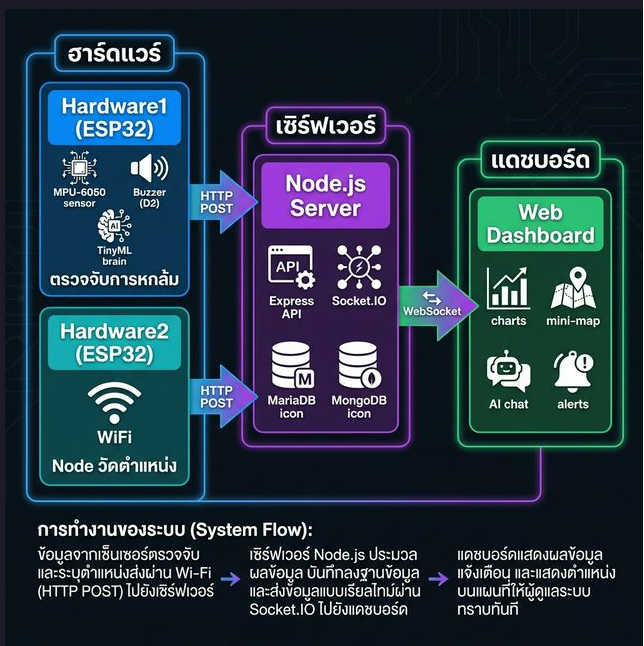 ฮาร์ดแวร์
Hardware1
(ESP32)
MPU-6050
sensor
Buzzer
(D2)
AI
TinyML
brain
ตรวจจับการหกล้ม
HTTP
POST
Hardware2
(ESP32)
WiFi
Node วัดตำแหน่ง
HTTP
POST
เซิร์ฟเวอร์
Node.js
Server
API
Express
API
Socket.IO
M
MariaDB
icon
MongoDB
icon
WebSocket
แดชบอร์ด
Web
Dashboard
charts
mini-map
AI chat
alerts
การทำงานของระบบ (System Flow):
ข้อมูลจากเซ็นเซอร์ตรวจจับ
และระบุตำแหน่งส่งผ่าน Wi-Fi
(HTTP POST) ไปยังเซิร์ฟเวอร์
เซิร์ฟเวอร์ Node.js ประมวล
ผลข้อมูล บันทึกลงฐานข้อมูล
และส่งข้อมูลแบบเรียลไทม์ผ่าน
Socket.IO ไปยังแดชบอร์ด
แดชบอร์ดแสดงผลข้อมูล
แจ้งเตือน และแสดงตำแหน่ง
บนแผนที่ให้ผู้ดูแลระบบ
ทราบทันที